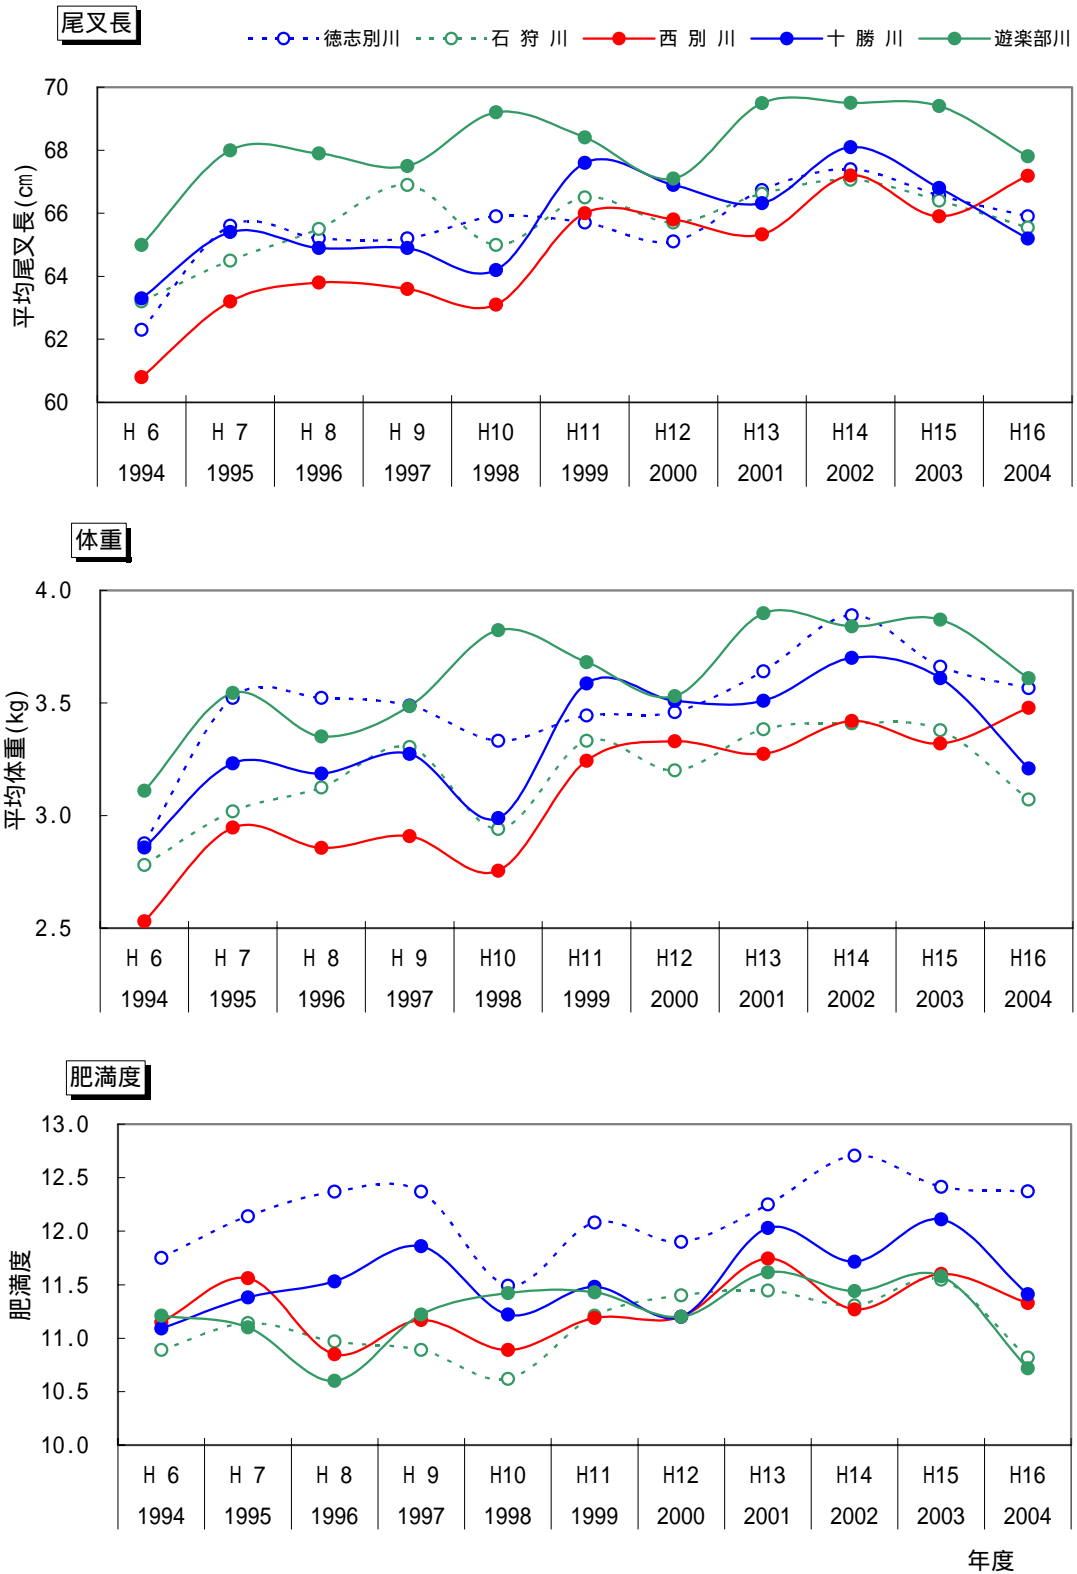 尾叉長
徳志別川 石 狩 川 西 別 川 十 勝 川 遊楽部川
平均尾叉長(㎝)
70
68
66
64
62
60
H 6 H 7 H 8 H 9 H10 H11 H12 H13 H14 H15 H16
1994 1995 1996 1997 1998 1999 2000 2001 2002 2003 2004
体重
平均体重(kg)
4.0
3.5
3.0
2.5
H 6 H 7 H 8 H 9 H10 H11 H12 H13 H14 H15 H16
1994 1995 1996 1997 1998 1999 2000 2001 2002 2003 2004
肥満度
肥満度
13.0
12.5
12.0
11.5
11.0
10.5
10.0
H 6 H 7 H 8 H 9 H10 H11 H12 H13 H14 H15 H16
1994 1995 1996 1997 1998 1999 2000 2001 2002 2003 2004
年度